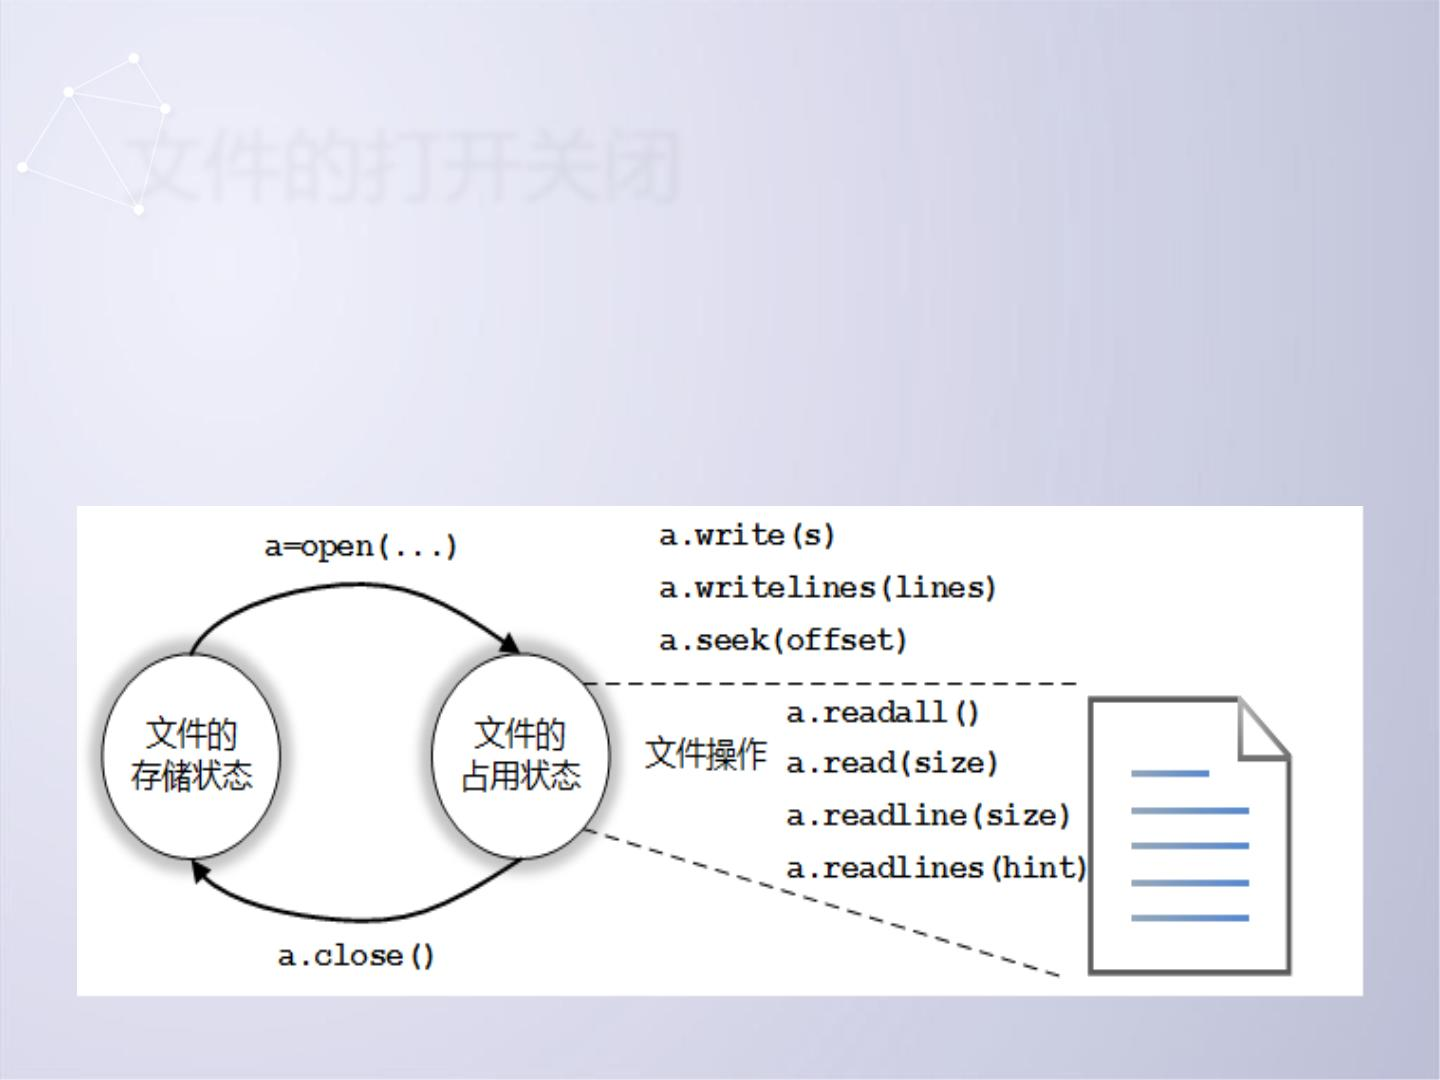 文件的打开关闭
a=open(...)
a.write(s)
a.writelines(lines)
a.seek(offset)
文件的
存储状态
文件的
占用状态
文件操作
a.readall()
a.read(size)
a.readline(size)
a.readlines(hint)
a.close()